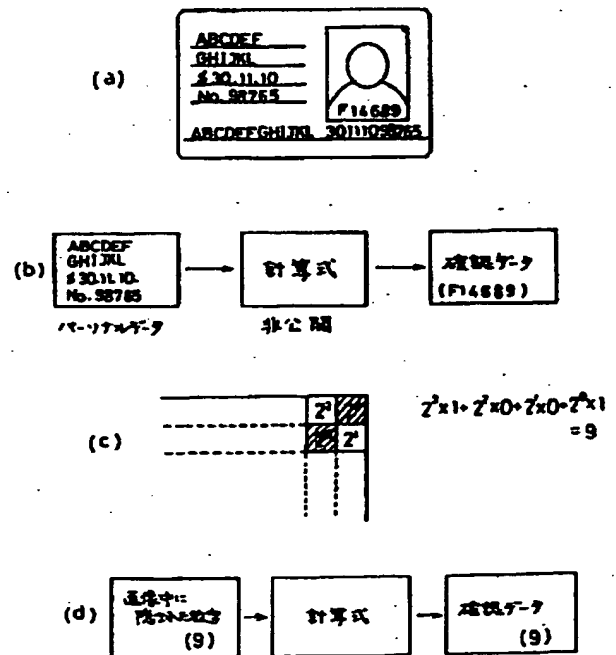 (a)
ABCDEF
GHIJKL
S30.11.10
No. 98765
F14689
ABCDEFGHIJKL 30111098765
(b)
ABCDEF
GHIJKL
S30.11.10.
No. 98765
計算式
確認データ
(F14689)
パーソナルデータ
非公開
(c)
2³
2¹
2³×1+2²×0+2¹×0+2⁰×1
=9
(d)
画像中に
隠された数字
(9)
計算式
確認データ
(9)